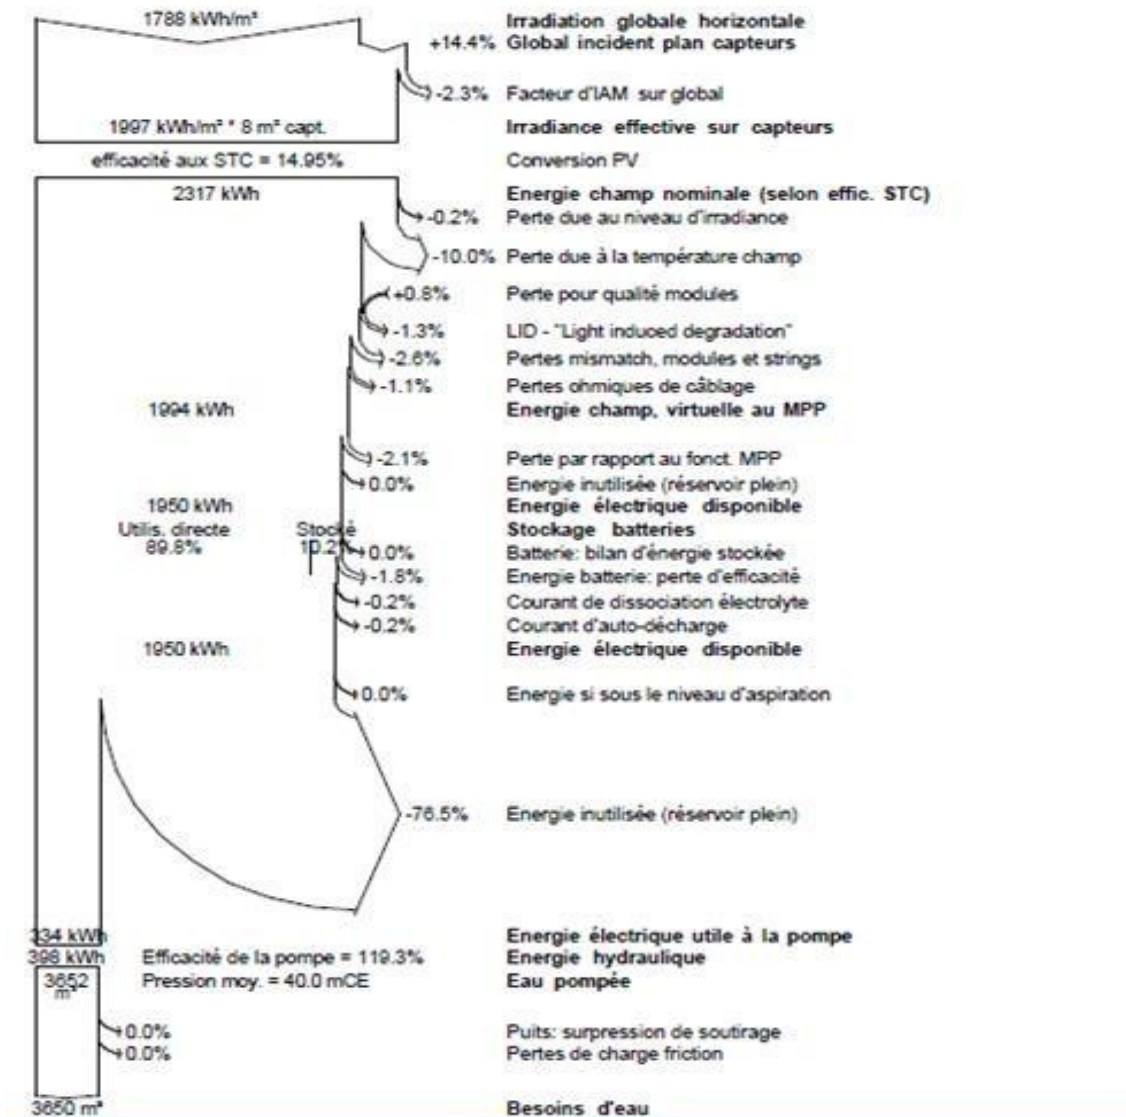 1788 kWh/m² Irradiation globale horizontale
+14.4% Global incident plan capteurs
-2.3% Facteur d'IAM sur global
1997 kWh/m² * 8 m² capt. Irradiance effective sur capteurs
efficacité aux STC = 14.95% Conversion PV
2317 kWh Energie champ nominale (selon effic. STC)
-0.2% Perte due au niveau d'irradiance
-10.0% Perte due à la température champ
+0.8% Perte pour qualité modules
-1.3% LID - "Light induced degradation"
-2.6% Pertes mismatch, modules et strings
-1.1% Pertes ohmiques de câblage
1994 kWh Energie champ, virtuelle au MPP
-2.1% Perte par rapport au fonct. MPP
0.0% Energie inutilisée (réservoir plein)
1950 kWh Energie électrique disponible
Utilis. directe Stocké Stockage batteries
89.8% 10.2% 0.0% Batterie: bilan d'énergie stockée
-1.8% Energie batterie: perte d'efficacité
-0.2% Courant de dissociation électrolyte
-0.2% Courant d'auto-décharge
1950 kWh Energie électrique disponible
0.0% Energie si sous le niveau d'aspiration
-76.5% Energie inutilisée (réservoir plein)
334 kWh Energie électrique utile à la pompe
398 kWh Efficacité de la pompe = 119.3% Energie hydraulique
3652 m³ Pression moy. = 40.0 mCE Eau pompée
0.0% Puits: surpression de soutirage
0.0% Pertes de charge friction
3650 m³ Besoins d'eau